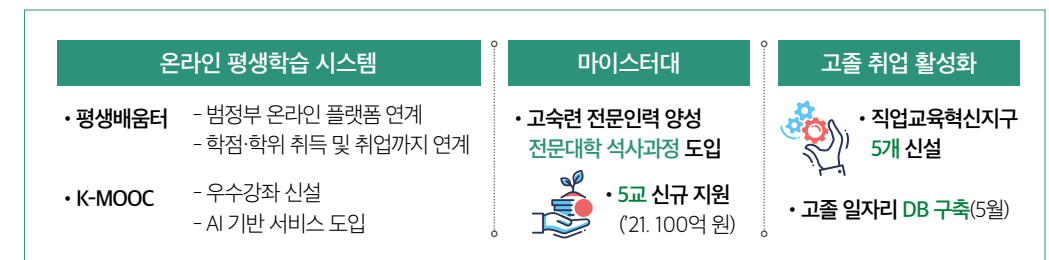 온라인 평생학습 시스템
• 평생배움터
- 범정부 온라인 플랫폼 연계
- 학점·학위 취득 및 취업까지 연계
• K-MOOC
- 우수강좌 신설
- AI 기반 서비스 도입
마이스터대
• 고숙련 전문인력 양성
전문대학 석사과정 도입
• 5교 신규 지원
('21. 100억 원)
고졸 취업 활성화
• 직업교육혁신지구
5개 신설
• 고졸 일자리 DB 구축(5월)